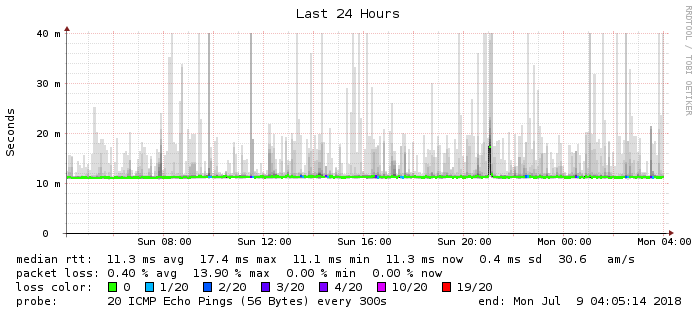 Last 24 Hours
RRDTOOL / TOBI OETIKER
Seconds
40 m
30 m
20 m
10 m
0
Sun 08:00 Sun 12:00 Sun 16:00 Sun 20:00 Mon 00:00 Mon 04:00
median rtt: 11.3 ms avg 17.4 ms max 11.1 ms min 11.3 ms now 0.4 ms sd 30.6 am/s
packet loss: 0.40 % avg 13.90 % max 0.00 % min 0.00 % now
loss color: 0 1/20 2/20 3/20 4/20 10/20 19/20
probe: 20 ICMP Echo Pings (56 Bytes) every 300s end: Mon Jul 9 04:05:14 2018